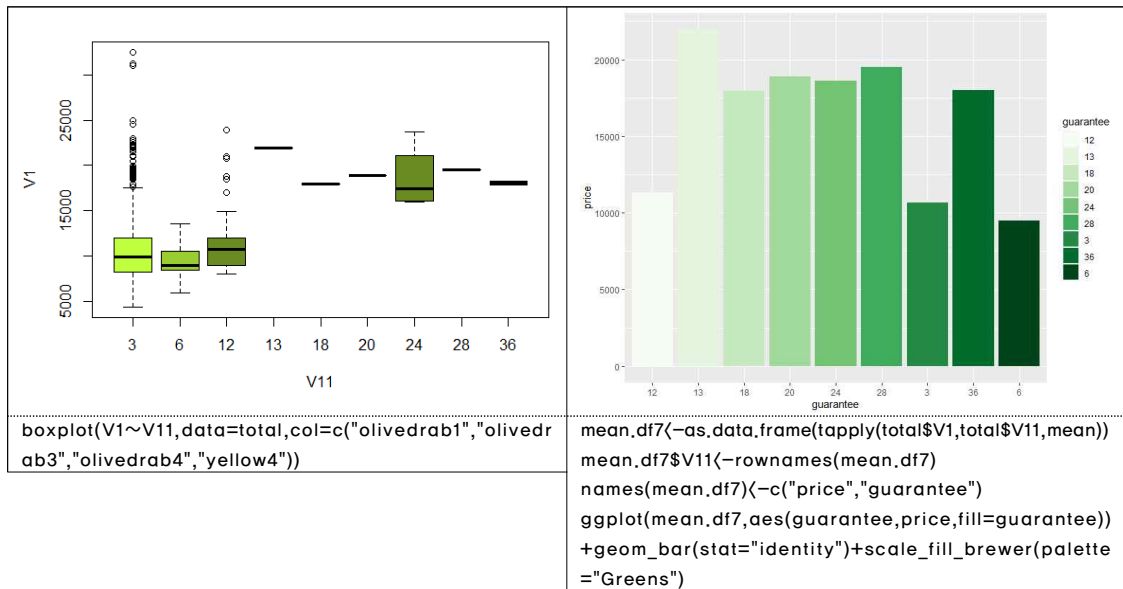 V1
5000
15000
25000
3 6 12 13 18 20 24 28 36
V11
price
20000
15000
10000
5000
0
12 13 18 20 24 28 3 36 6
guarantee
guarantee
12
13
18
20
24
28
3
36
6
boxplot(V1~V11,data=total,col=c("olivedrab1","olivedr
ab3","olivedrab4","yellow4"))
mean.df7<-as.data.frame(tapply(total$V1,total$V11,mean))
mean.df7$V11<-rownames(mean.df7)
names(mean.df7)<-c("price","guarantee")
ggplot(mean.df7,aes(guarantee,price,fill=guarantee))
+geom_bar(stat="identity")+scale_fill_brewer(palette
="Greens")